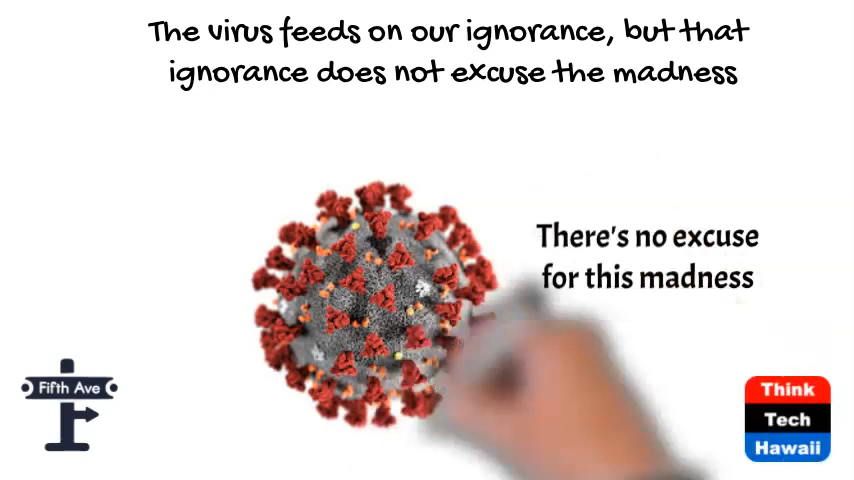 The virus feeds on our ignorance, but that
ignorance does not excuse the madness
There's no excuse
for this madness
Fifth Ave
Think
Tech
Hawaii